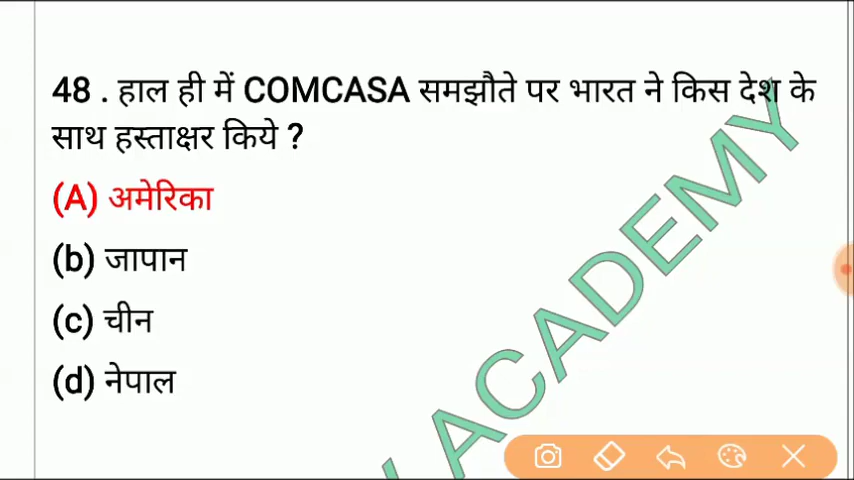 48 . हाल ही में COMCASA समझौते पर भारत ने किस देश के
साथ हस्ताक्षर किये ?
(A) अमेरिका
(b) जापान
(c) चीन
(d) नेपाल
ACADEMY